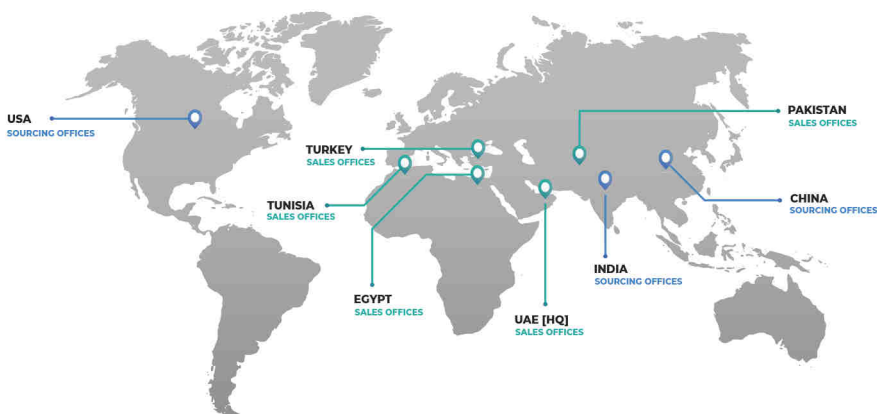 USA
SOURCING OFFICES
PAKISTAN
SALES OFFICES
TURKEY
SALES OFFICES
TUNISIA
SALES OFFICES
CHINA
SOURCING OFFICES
INDIA
SOURCING OFFICES
EGYPT
SALES OFFICES
UAE [HQ]
SALES OFFICES